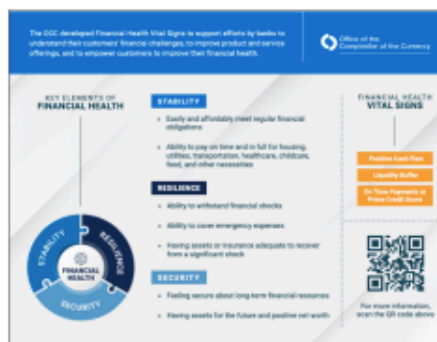 The OCC developed Financial Health Vital Signs to support efforts by banks to
understand their customers' financial challenges, to improve product and service
offerings, and to empower customers to improve their financial health.
Office of the
Comptroller of the Currency
KEY ELEMENTS OF
FINANCIAL HEALTH
STABILITY
RESILIENCE
SECURITY
FINANCIAL
HEALTH
STABILITY
Easily and affordably meet regular financial
obligations
Ability to pay on time and in full for housing,
utilities, transportation, healthcare, childcare,
food, and other necessities
RESILIENCE
Ability to withstand financial shocks
Ability to cover emergency expenses
Having assets or insurance adequate to recover
from a significant shock
SECURITY
Feeling secure about long-term financial resources
Having assets for the future and positive net worth
FINANCIAL HEALTH
VITAL SIGNS
Positive Cash Flow
Liquidity Buffer
On Time Payments or
Prime Credit Score
For more information,
scan the QR code above